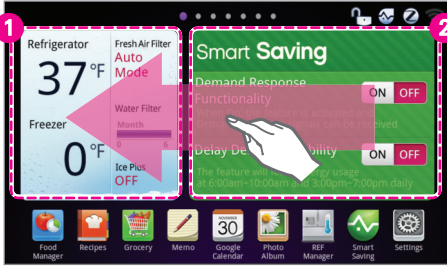 1
2
Refrigerator
37 °F
Freezer
0 °F
Fresh Air Filter
Auto
Mode
Water Filter
Month
0 6
Ice Plus
OFF
Smart Saving
Demand Response
Functionality
ON OFF
Delay De
ON OFF
The feature will
at 6:00am~10:00am and 3:00pm~7:00pm daily
Food
Manager
Recipes
Grocery
Memo
NOVEMBER
30
Google
Calendar
Photo
Album
REF
Manager
Smart
Saving
Settings